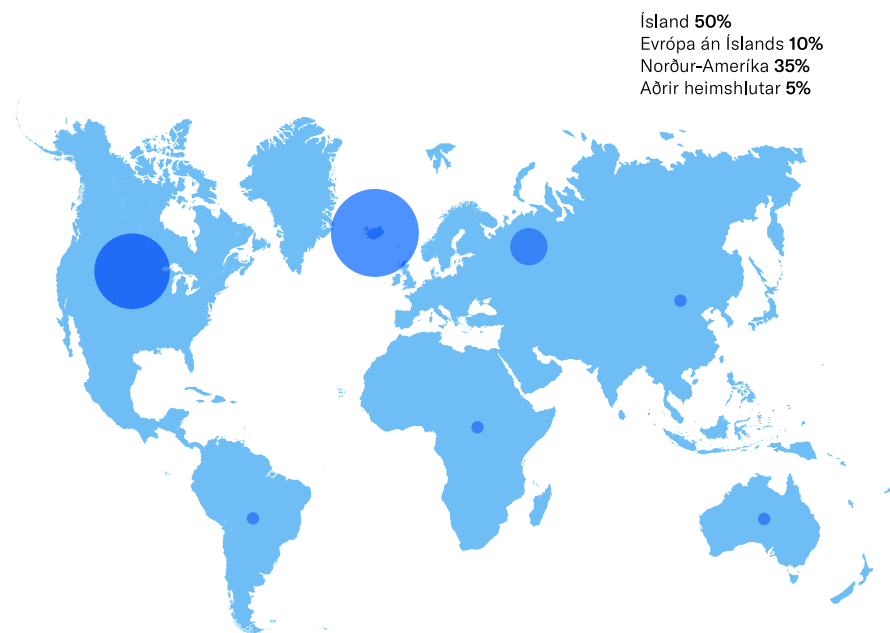 Ísland 50%
Evrópa án Íslands 10%
Norður-Ameríka 35%
Aðrir heimshlutar 5%